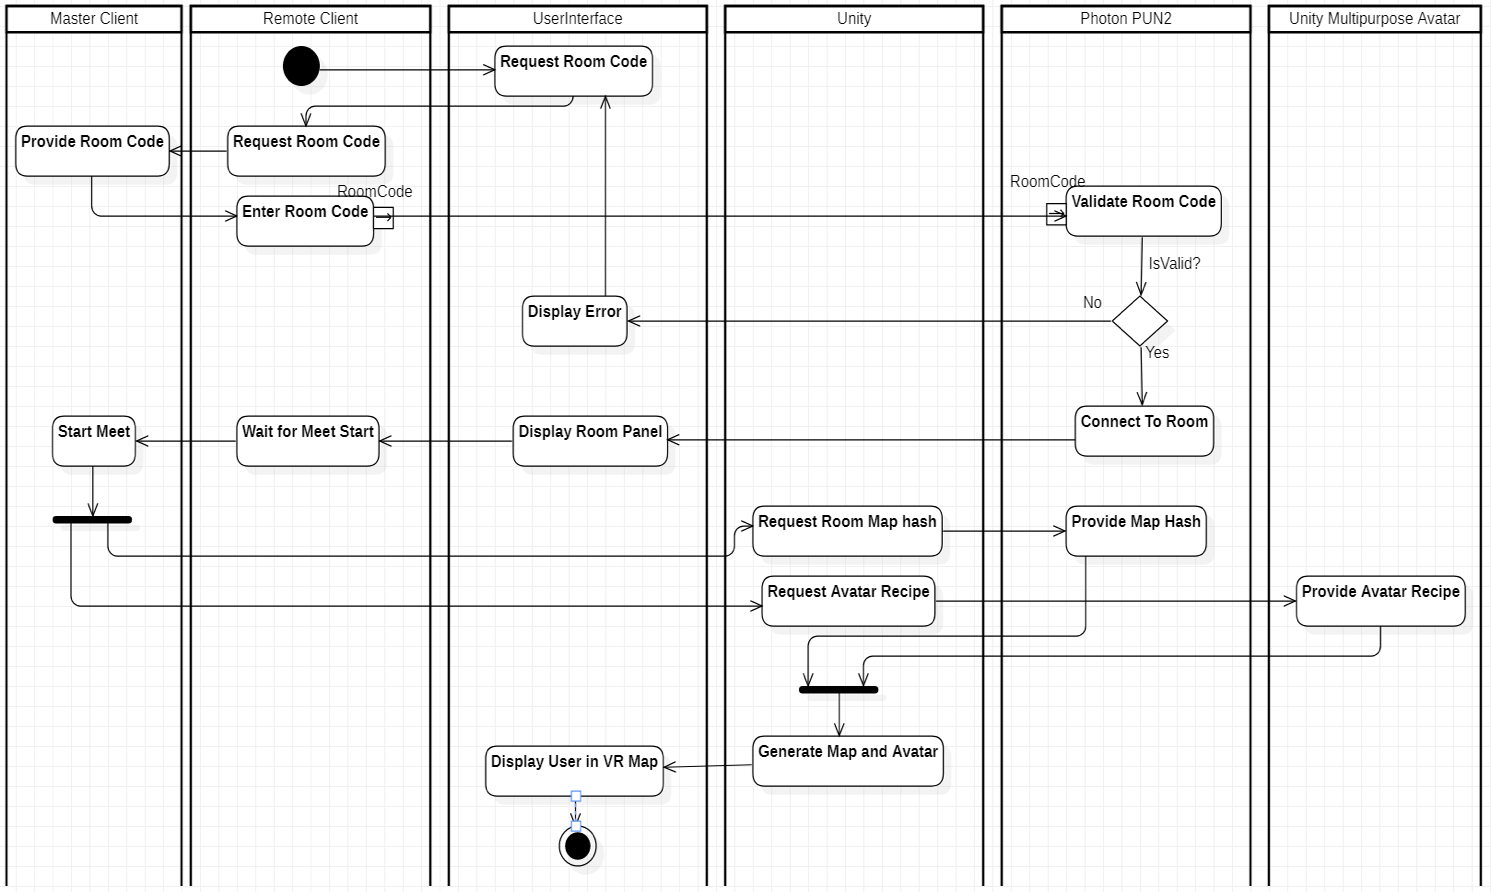 Master Client
Remote Client
UserInterface
Unity
Photon PUN2
Unity Multipurpose Avatar
Request Room Code
Provide Room Code
Request Room Code
RoomCode
Enter Room Code
RoomCode
Validate Room Code
IsValid?
No
Display Error
Yes
Start Meet
Wait for Meet Start
Display Room Panel
Connect To Room
Request Room Map hash
Provide Map Hash
Request Avatar Recipe
Provide Avatar Recipe
Generate Map and Avatar
Display User in VR Map